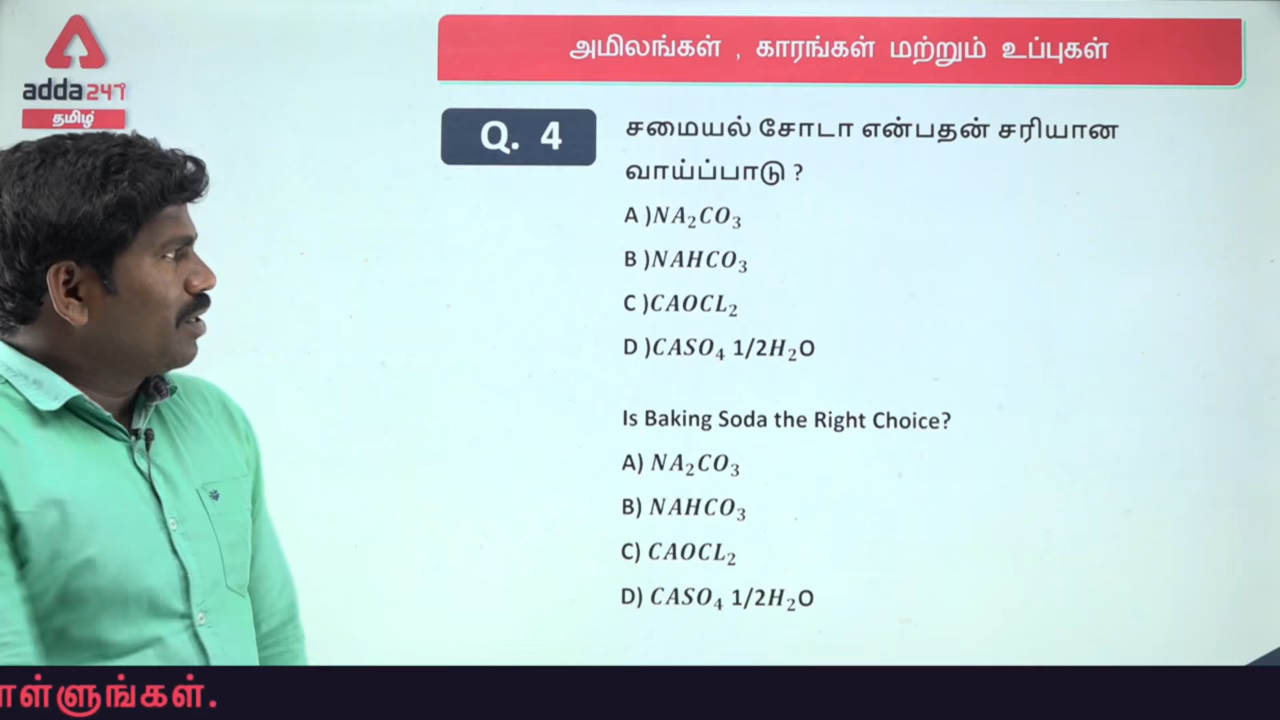 adda247
தமிழ்
அமிலங்கள் , காரங்கள் மற்றும் உப்புகள்
Q. 4
சமையல் சோடா என்பதன் சரியான
வாய்ப்பாடு ?
A )NA₂CO₃
B )NAHCO₃
C )CAOCL₂
D )CASO₄ 1/2H₂O
Is Baking Soda the Right Choice?
A) NA₂CO₃
B) NAHCO₃
C) CAOCL₂
D) CASO₄ 1/2H₂O
ள்ளுங்கள்.